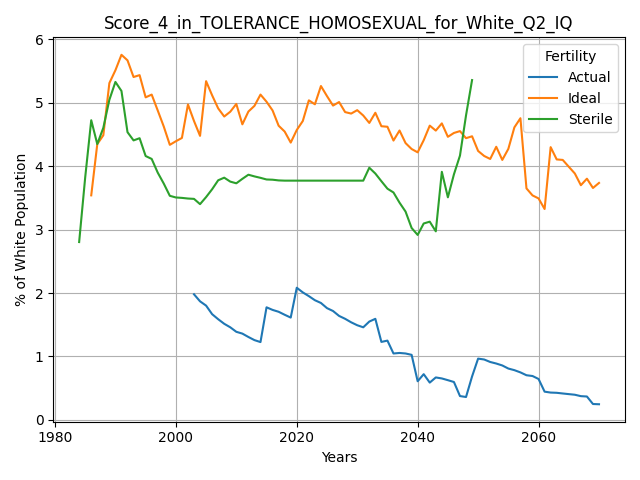 Score_4_in_TOLERANCE_HOMOSEXUAL_for_White_Q2_IQ
Fertility
Actual
Ideal
Sterile
% of White Population
6
5
4
3
2
1
0
1980
2000
2020
2040
2060
Years